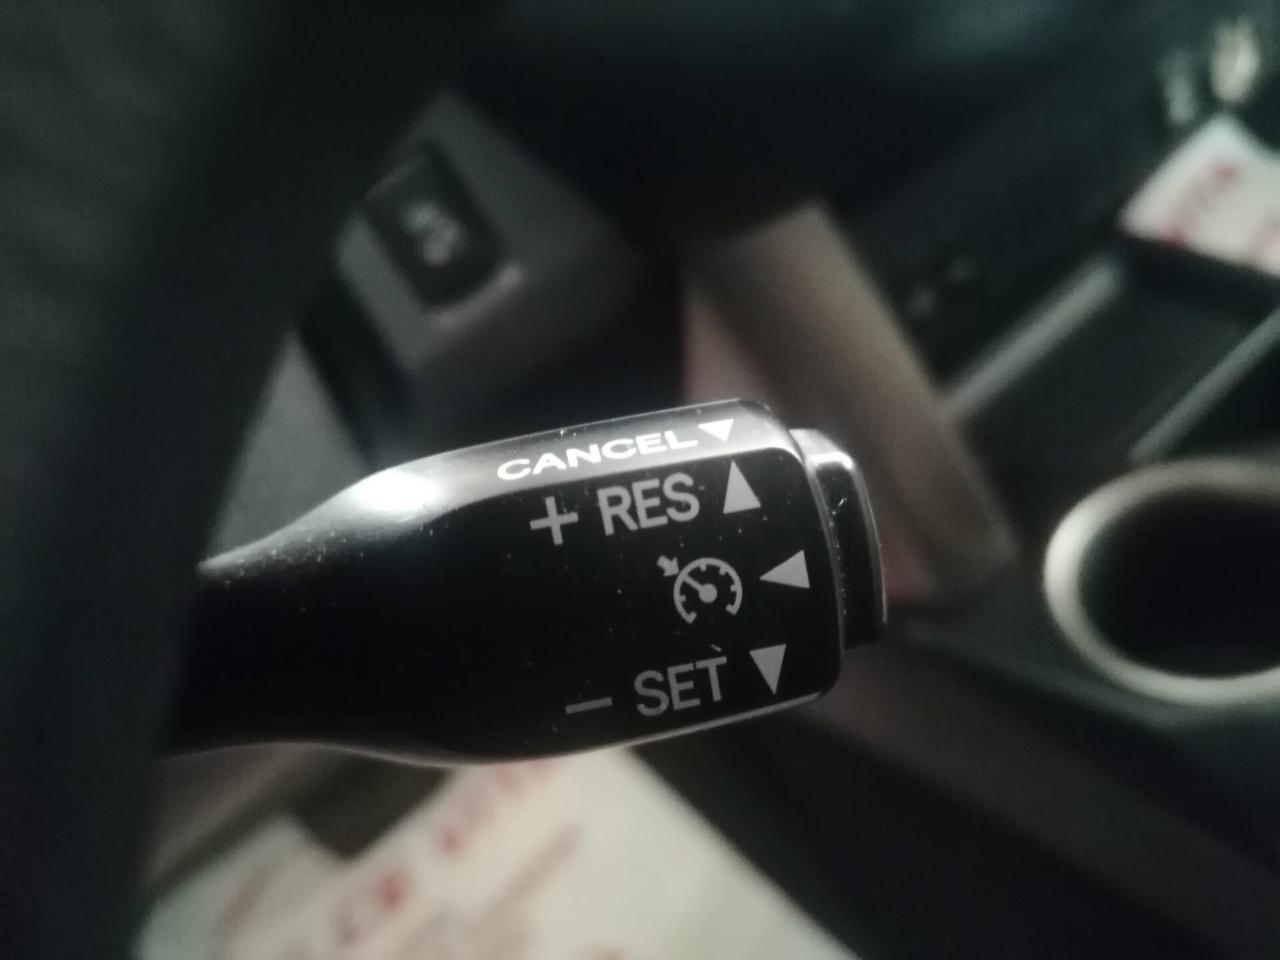 CANCEL ▼
+ RES ▲
◀
− SET ▼